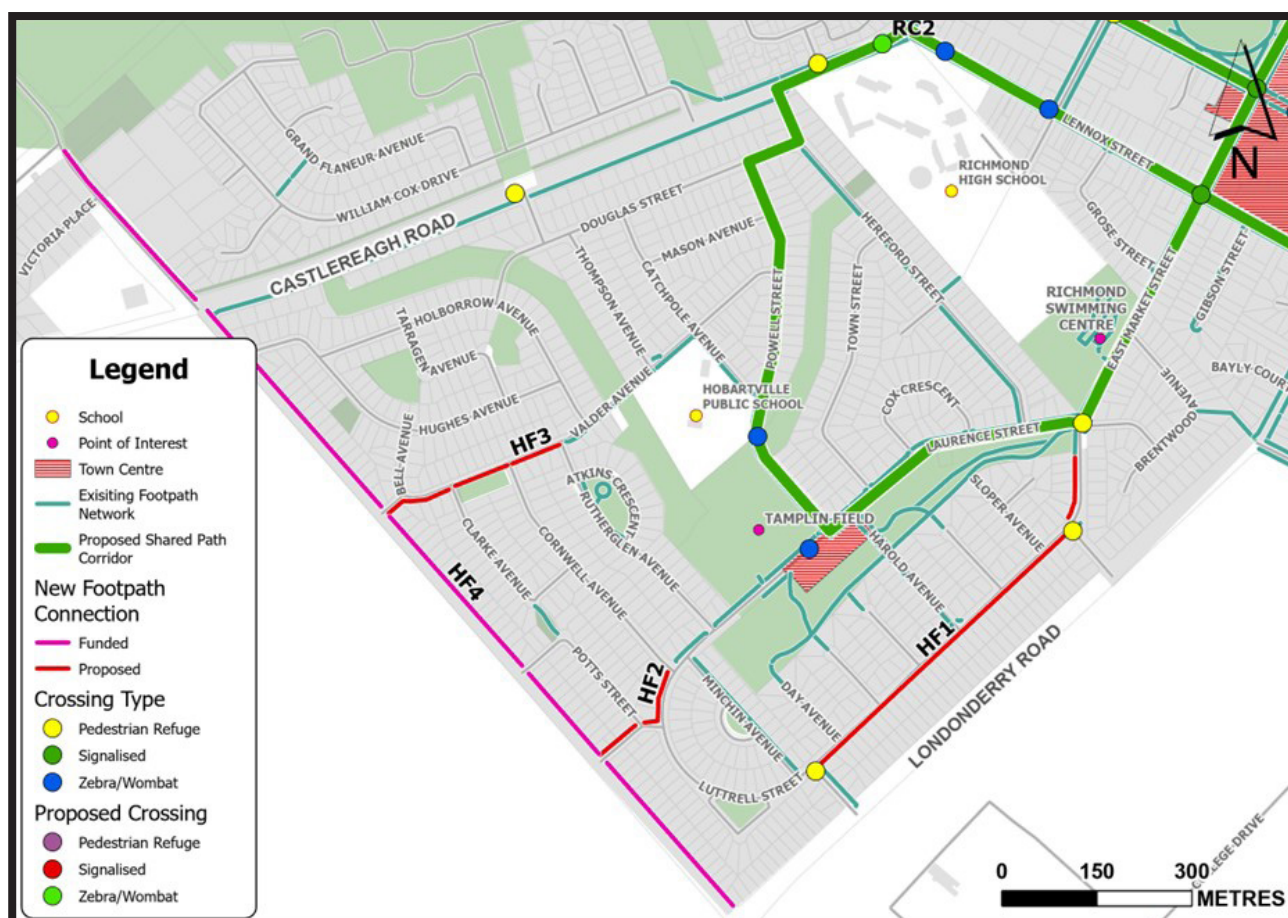 RC2
GRAND FLANEUR AVENUE
WILLIAM COX DRIVE
VICTORIA PLACE
CASTLEREAGH ROAD
DOUGLAS STREET
LENNOX STREET
N
RICHMOND
HIGH SCHOOL
GROSE STREET
HEREFORD STREET
MASON AVENUE
THOMPSON AVENUE
CATCHPOLE AVENUE
POWELL STREET
TOWN STREET
RICHMOND
SWIMMING
CENTRE
EAST MARKET STREET
GIBSON STREET
HOLBORROW AVENUE
TARRAGEN
AVENUE
HUGHES AVENUE
VALDER AVENUE
HOBARTVILLE
PUBLIC SCHOOL
COX CRESCENT
LAURENCE STREET
BAYLY COURT
AVENUE
BRENTWOOD
BELL AVENUE
HF3
ATKINS CRESCENT
RUTHERGLEN AVENUE
CLARKE AVENUE
CORNWELL AVENUE
TAMPLIN FIELD
SLOPER AVENUE
HAROLD AVENUE
HF4
HF1
POTTS STREET
HF2
MINCHIN AVENUE
DAY AVENUE
LONDONDERRY ROAD
LUTTRELL STREET
COLLEGE DRIVE
Legend
School
Point of Interest
Town Centre
Exisiting Footpath
Network
Proposed Shared Path
Corridor
New Footpath
Connection
Funded
Proposed
Crossing Type
Pedestrian Refuge
Signalised
Zebra/Wombat
Proposed Crossing
Pedestrian Refuge
Signalised
Zebra/Wombat
0 150 300
METRES